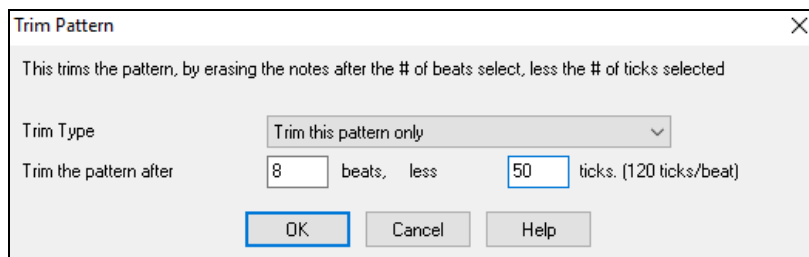 Trim Pattern
This trims the pattern, by erasing the notes after the # of beats select, less the # of ticks selected
Trim Type Trim this pattern only
Trim the pattern after 8 beats, less 50 ticks. (120 ticks/beat)
OK Cancel Help